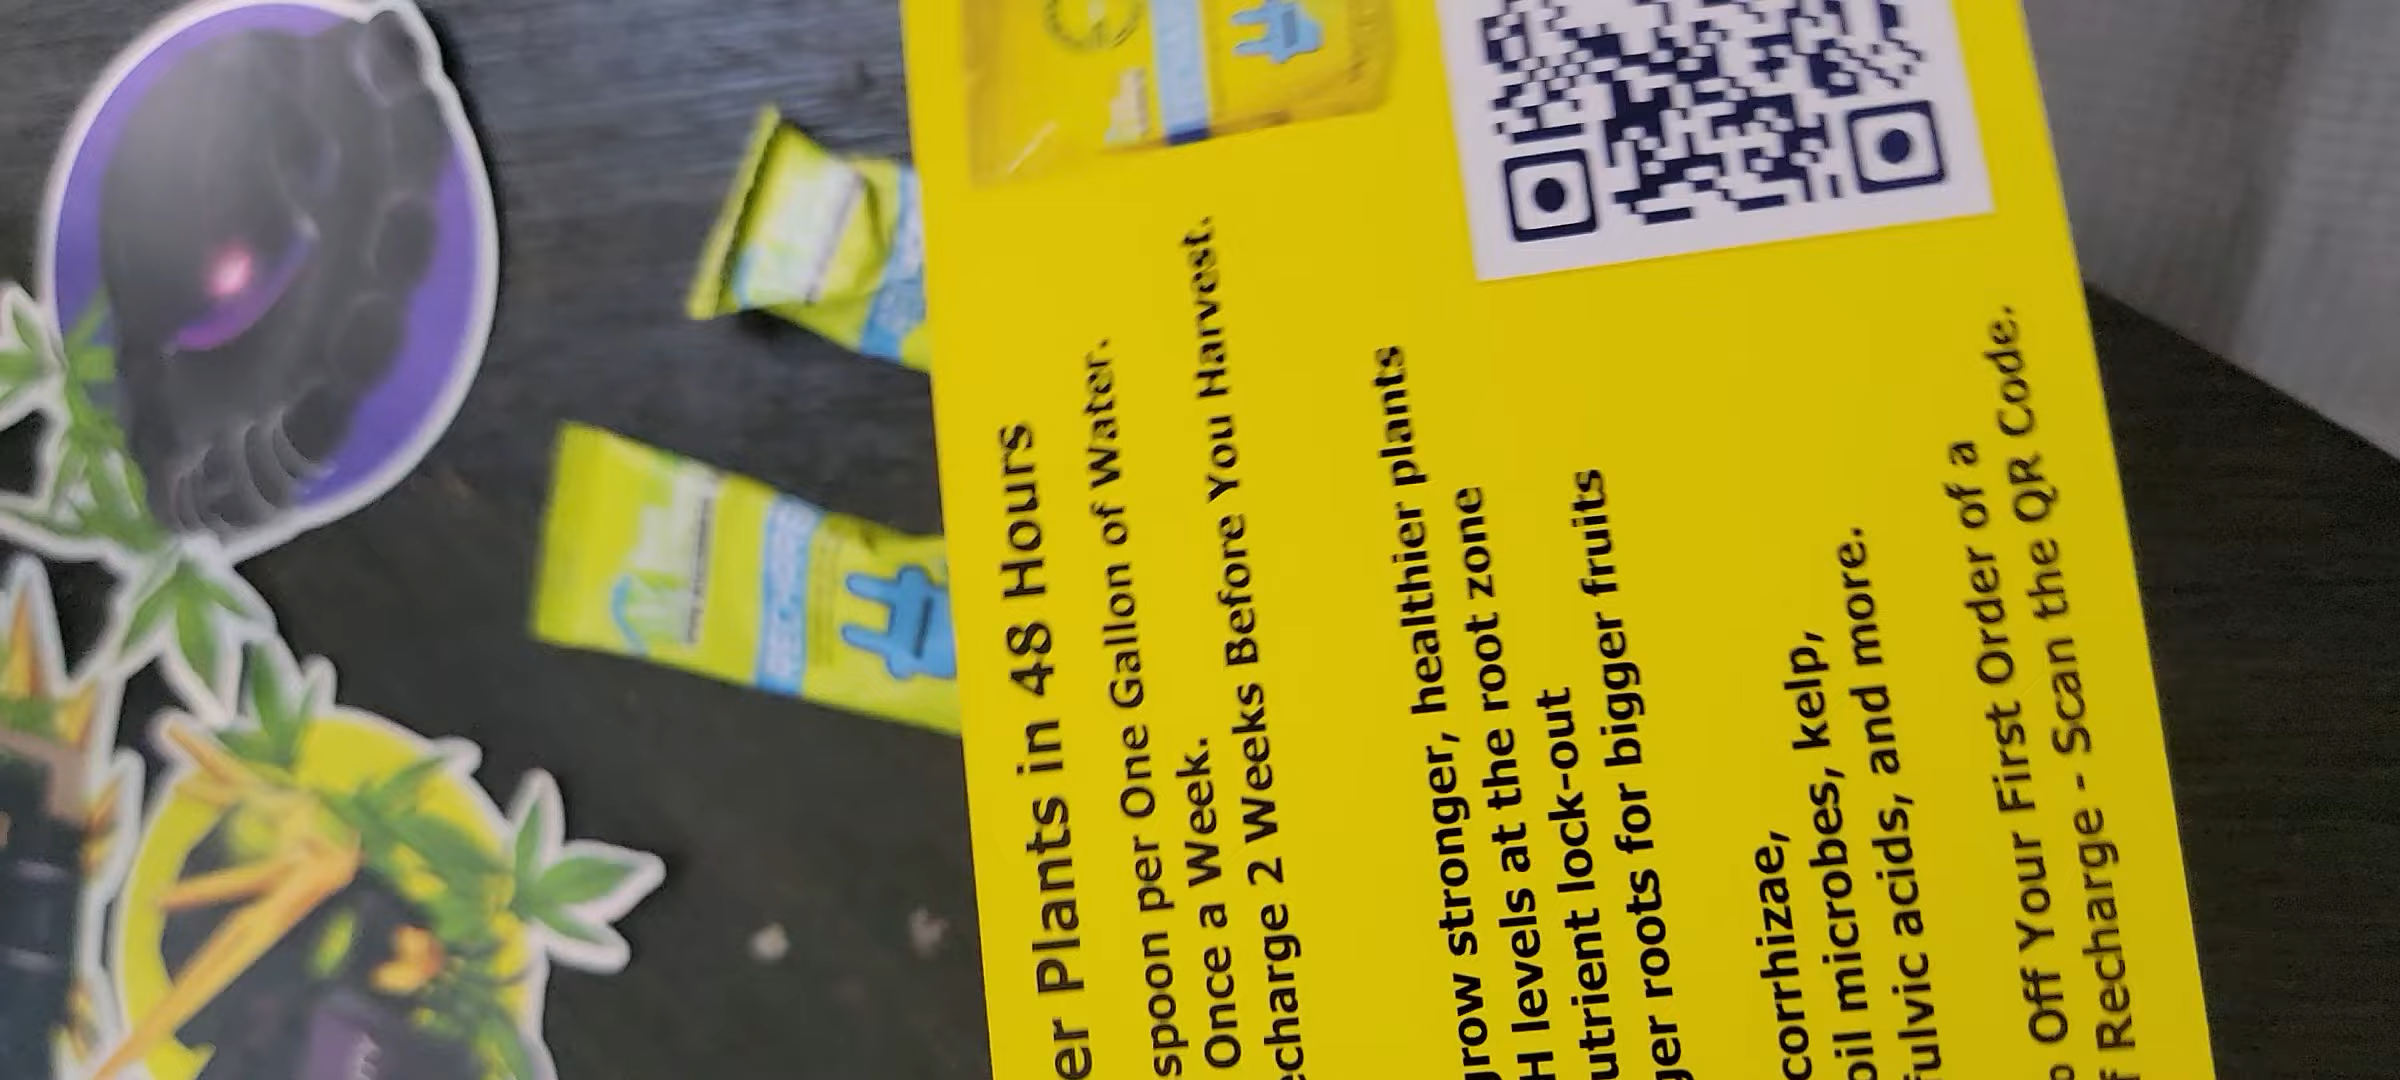 er Plants in 48 Hours
spoon per One Gallon of Water.
Once a Week.
echarge 2 Weeks Before You Harvest.
grow stronger, healthier plants
H levels at the root zone
utrient lock-out
ger roots for bigger fruits
corrhizae,
oil microbes, kelp,
fulvic acids, and more.
Off Your First Order of a
f Recharge - Scan the QR Code.
RECHARGE